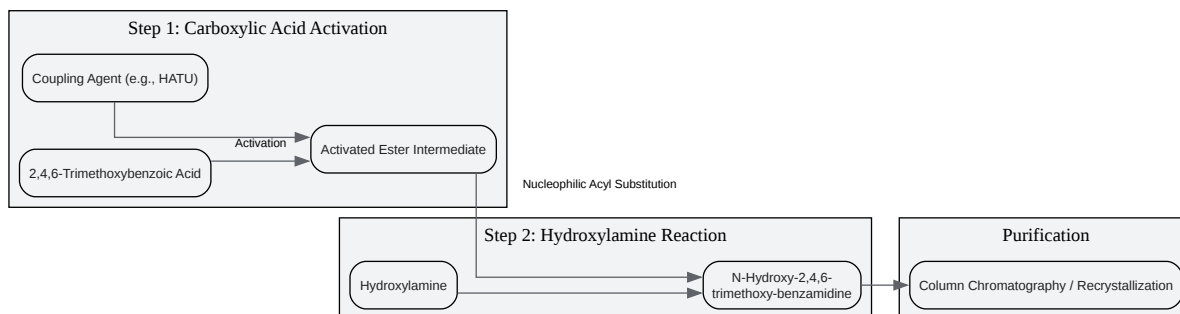 Step 1: Carboxylic Acid Activation
Coupling Agent (e.g., HATU)
Activation
Activated Ester Intermediate
2,4,6-Trimethoxybenzoic Acid
Nucleophilic Acyl Substitution
Step 2: Hydroxylamine Reaction
Hydroxylamine
N-Hydroxy-2,4,6-
trimethoxy-benzamidine
Purification
Column Chromatography / Recrystallization